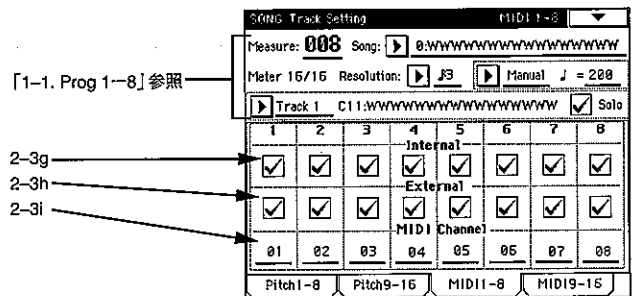 SONG Track Setting MIDI 1-8
Measure: 008 Song: 0:WWWWWWWWWWWWWWWW
Meter 16/16 Resolution: ♪3 Manual ♩ = 200
「1-1. Prog 1-8」参照
Track 1 C11:WWWWWWWWWWWWWWWW Solo
1 2 3 4 5 6 7 8
Internal
2-3g
External
2-3h
MIDI Channel
2-3i
01 02 03 04 05 06 07 08
Pitch1-8 Pitch9-16 MIDI1-8 MIDI9-16